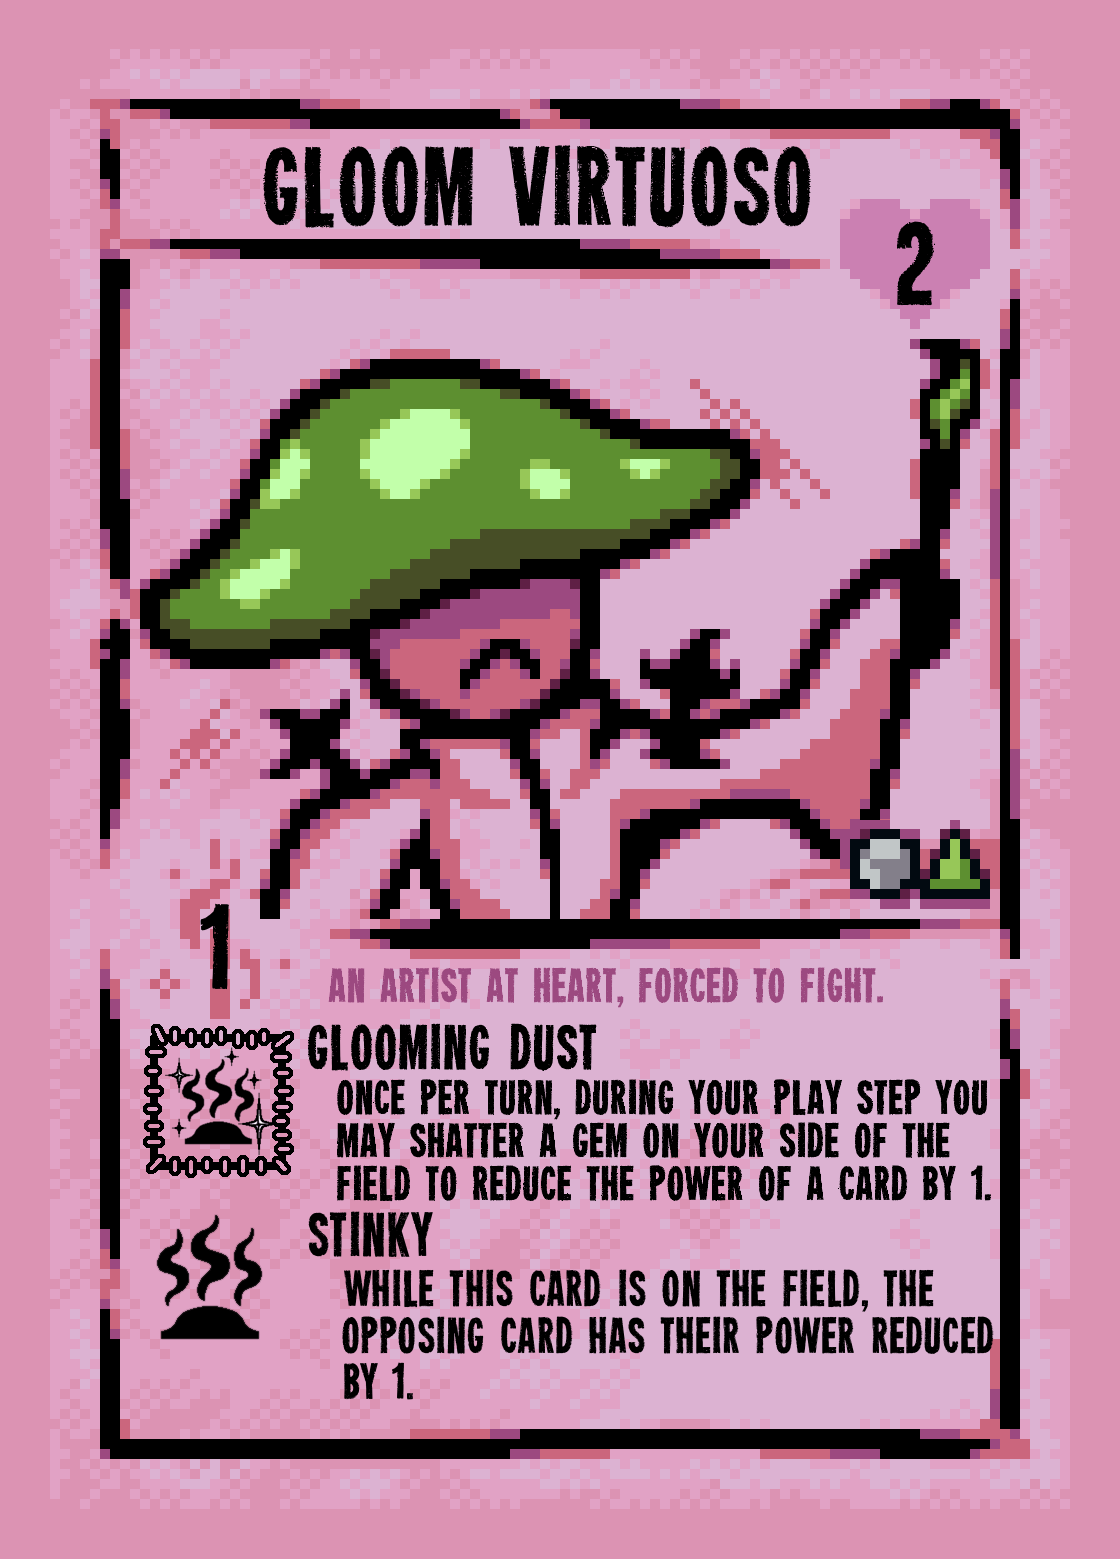 GLOOM VIRTUOSO
2
1
AN ARTIST AT HEART, FORCED TO FIGHT.
GLOOMING DUST
ONCE PER TURN, DURING YOUR PLAY STEP YOU
MAY SHATTER A GEM ON YOUR SIDE OF THE
FIELD TO REDUCE THE POWER OF A CARD BY 1.
STINKY
WHILE THIS CARD IS ON THE FIELD, THE
OPPOSING CARD HAS THEIR POWER REDUCED
BY 1.